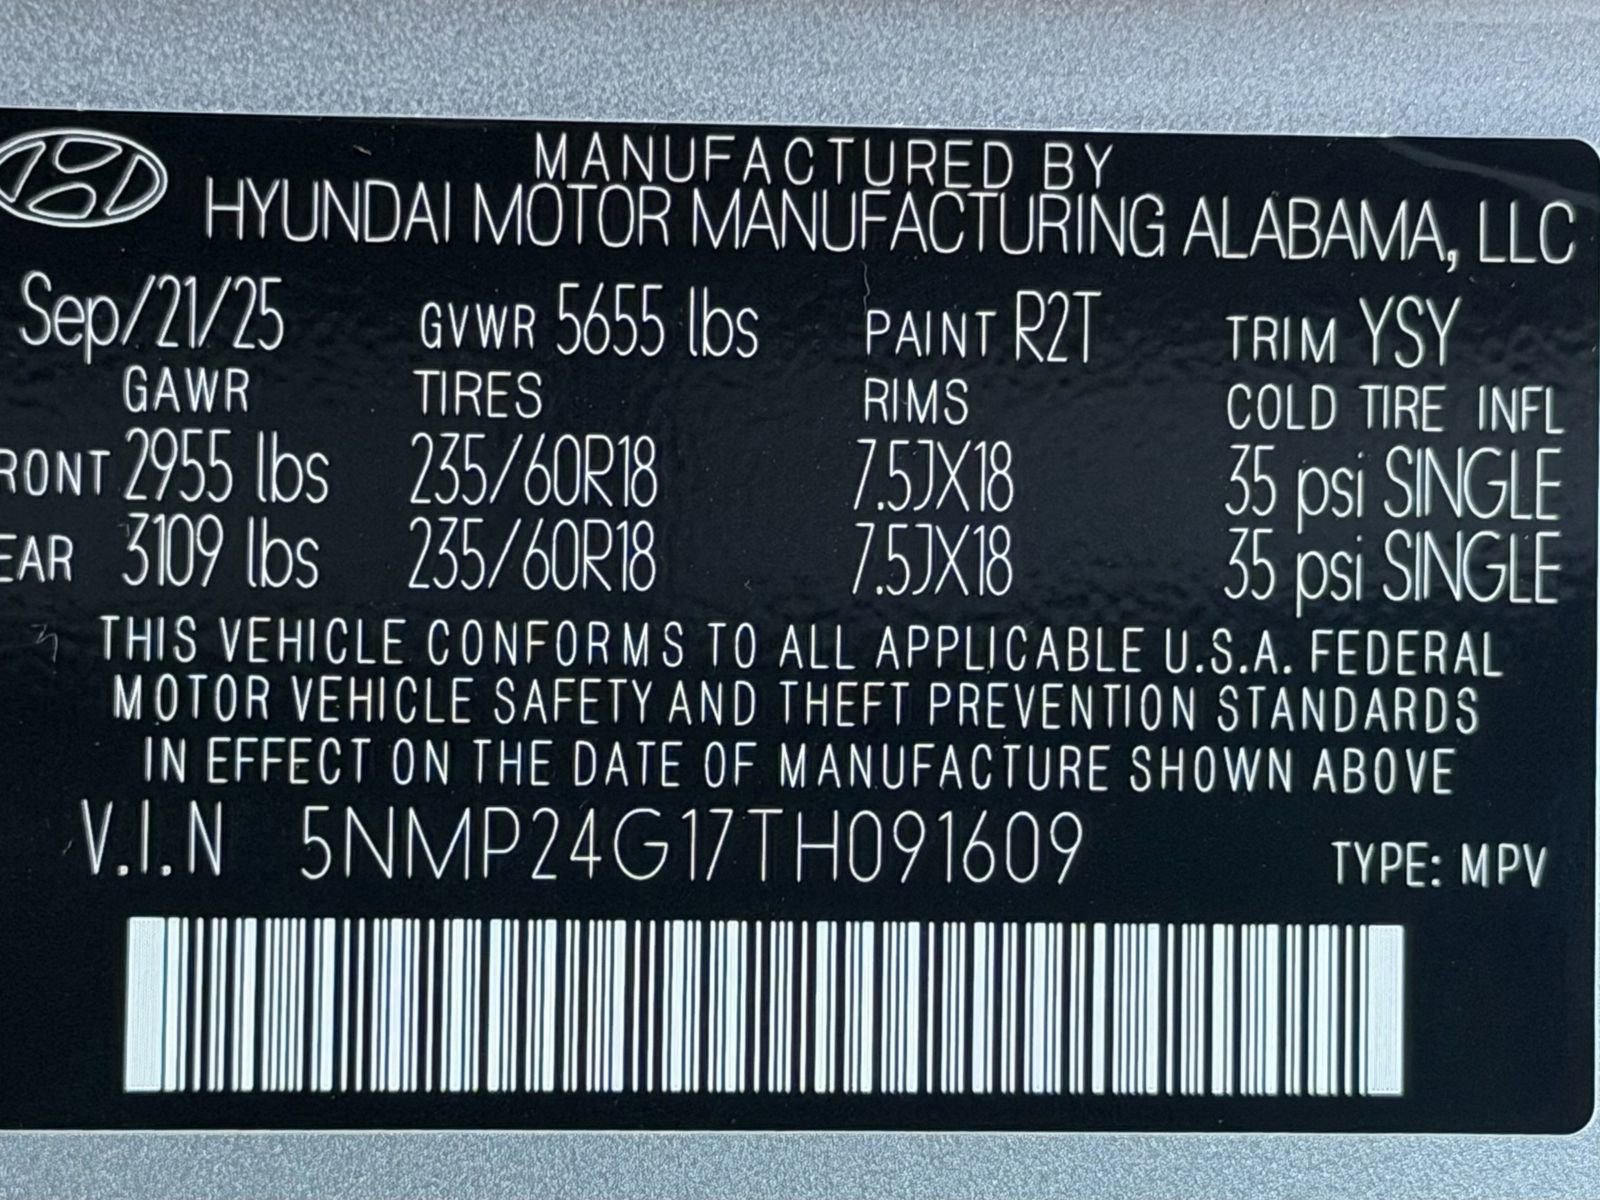 MANUFACTURED BY
HYUNDAI MOTOR MANUFACTURING ALABAMA, LLC
Sep/21/25 GVWR 5655 lbs PAINT R2T TRIM YSY
GAWR TIRES RIMS COLD TIRE INFL
RONT 2955 lbs 235/60R18 7.5JX18 35 psi SINGLE
EAR 3109 lbs 235/60R18 7.5JX18 35 psi SINGLE
THIS VEHICLE CONFORMS TO ALL APPLICABLE U.S.A. FEDERAL
MOTOR VEHICLE SAFETY AND THEFT PREVENTION STANDARDS
IN EFFECT ON THE DATE OF MANUFACTURE SHOWN ABOVE
V.I.N 5NMP24G17TH091609 TYPE: MPV